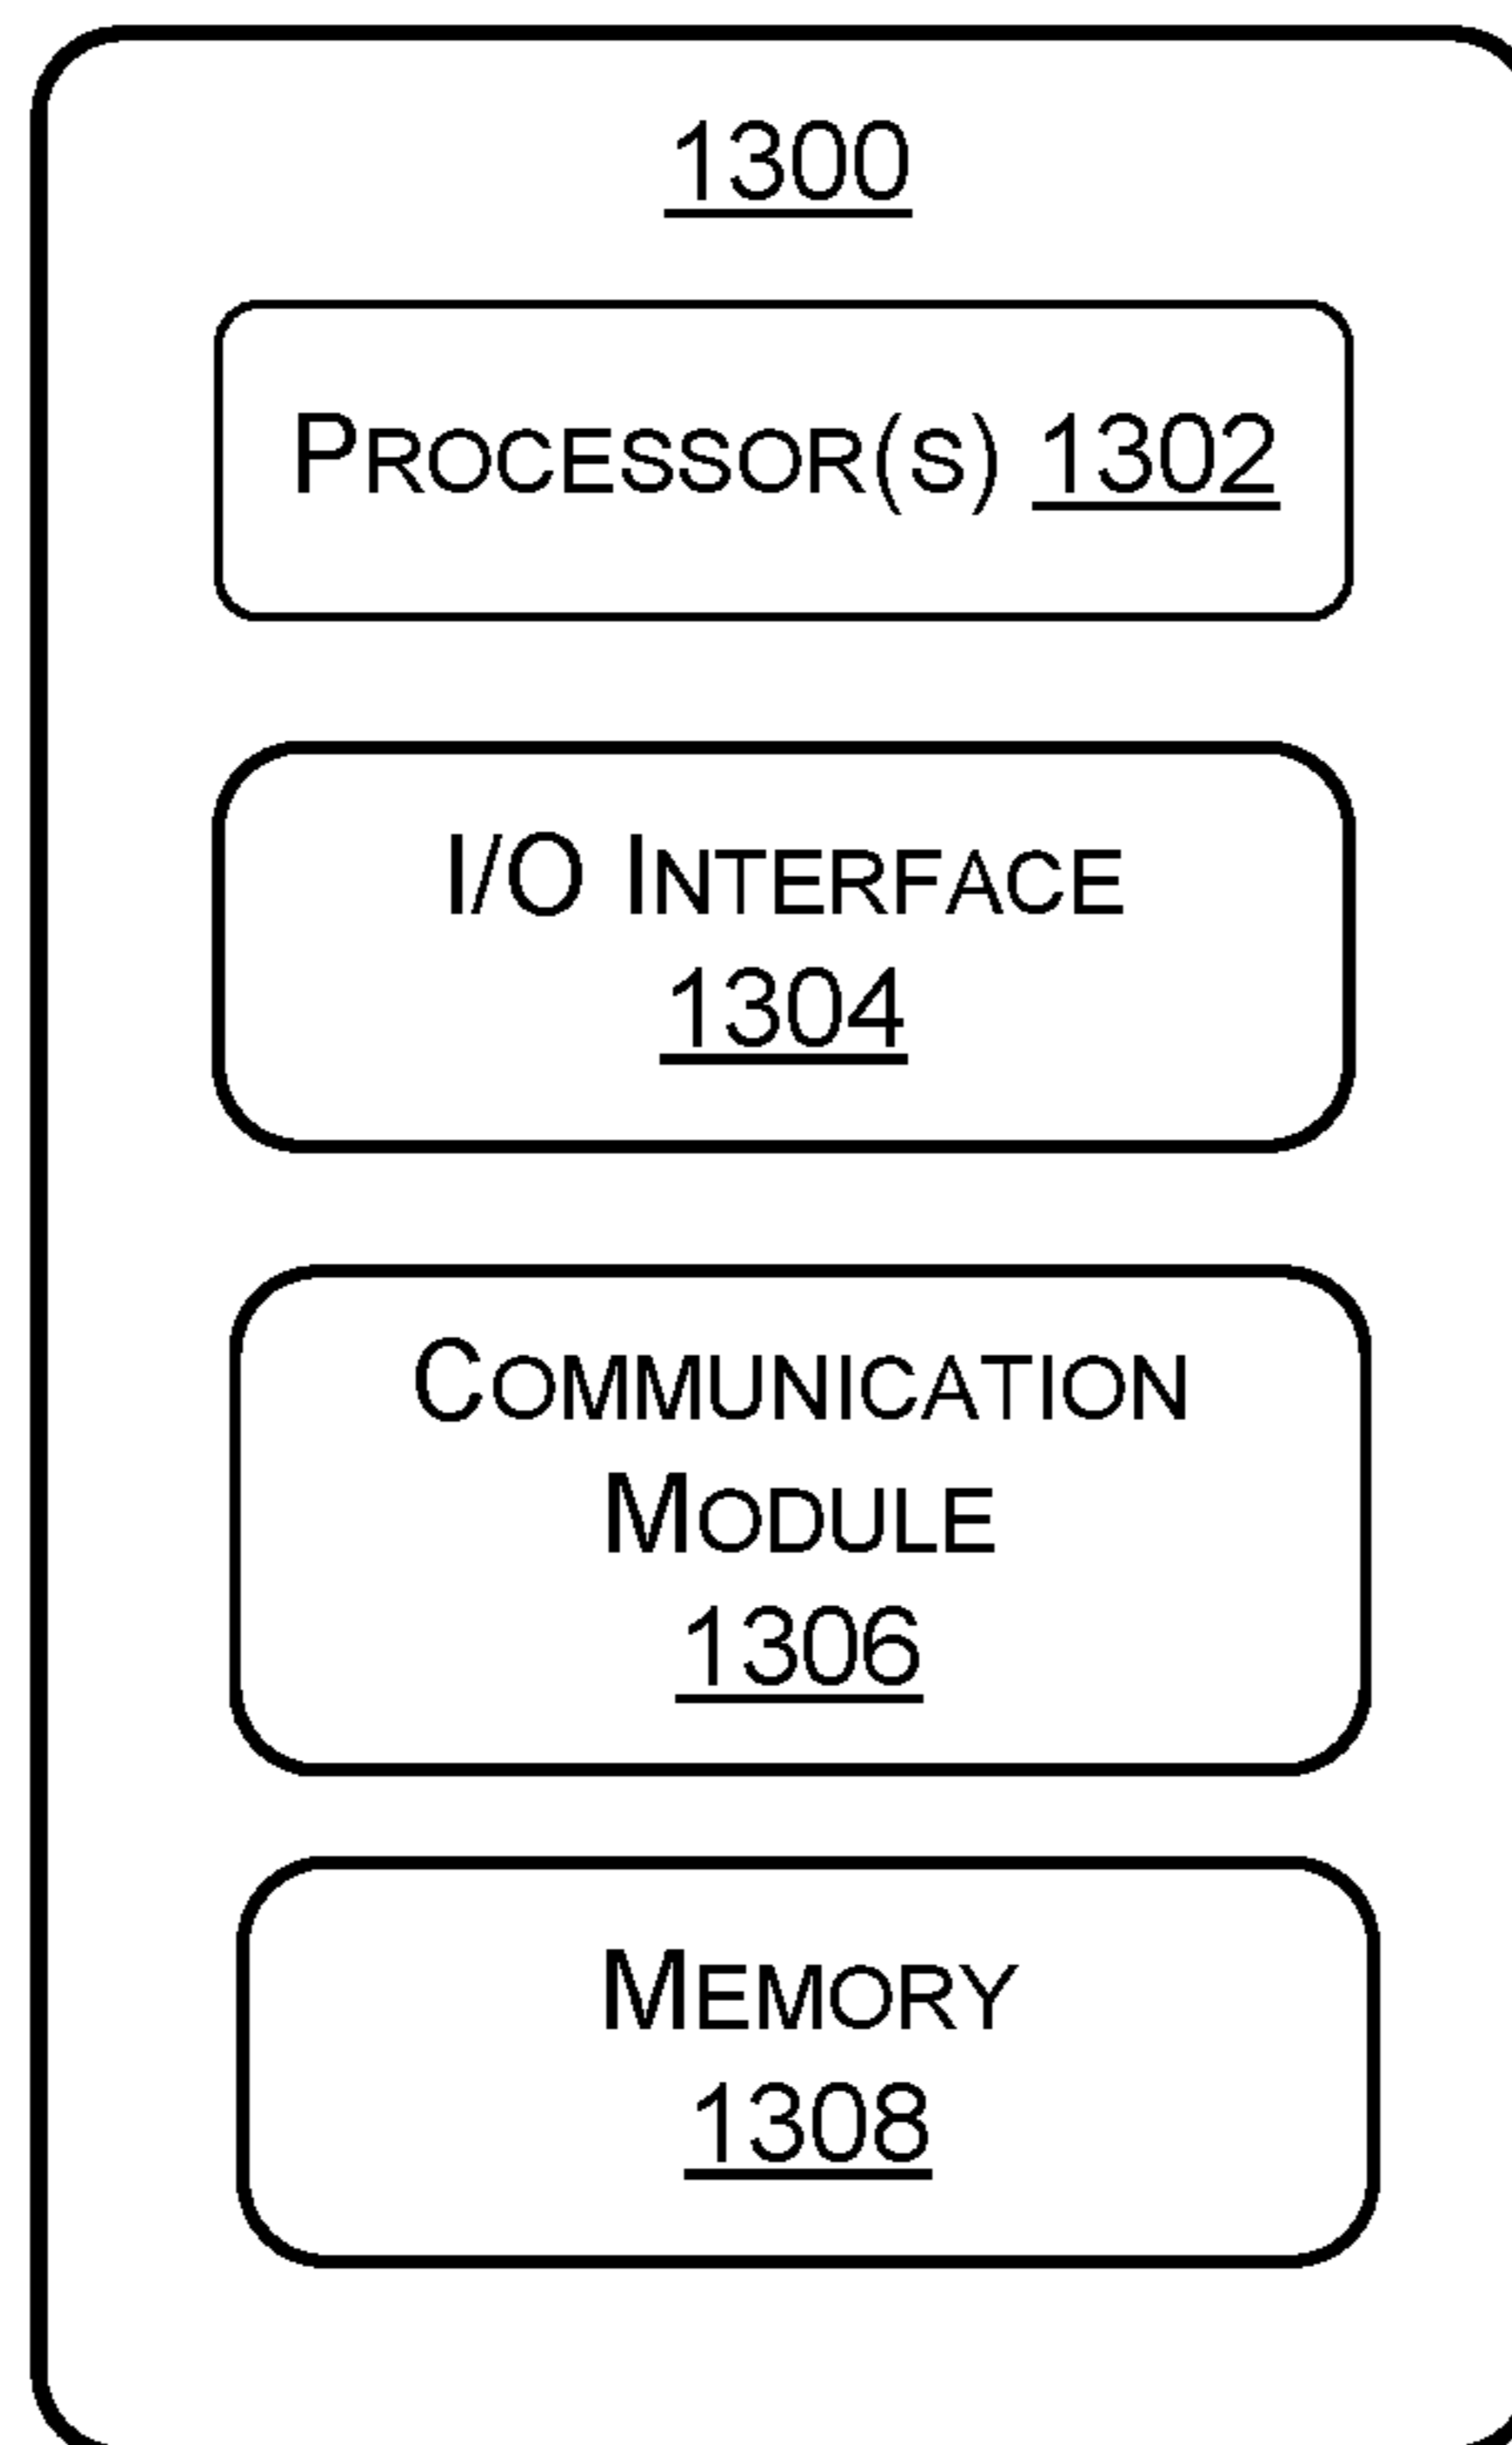 1300
PROCESSOR(S) 1302
I/O INTERFACE
1304
COMMUNICATION
MODULE
1306
MEMORY
1308